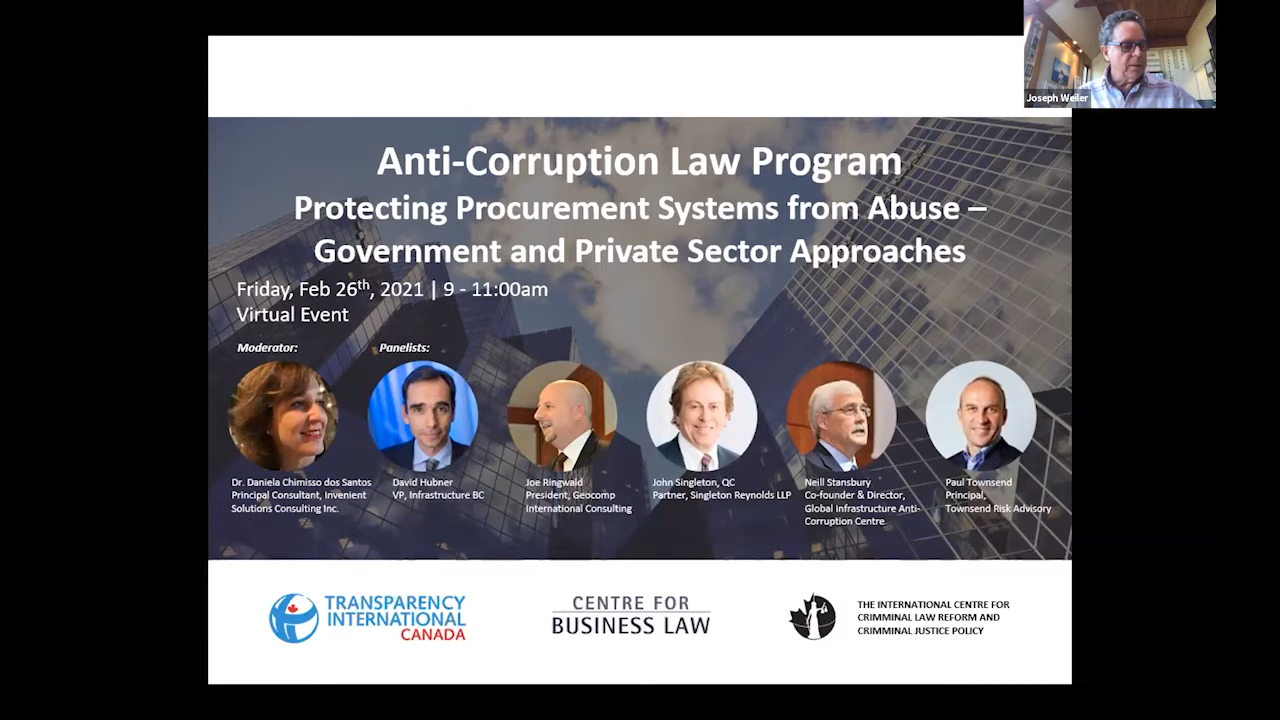 Joseph Weiler
Anti-Corruption Law Program
Protecting Procurement Systems from Abuse –
Government and Private Sector Approaches
Friday, Feb 26th, 2021 | 9 - 11:00am
Virtual Event
Moderator:
Panelists:
Dr. Daniela Chimisso dos Santos
Principal Consultant, Invenient
Solutions Consulting Inc.
David Hubner
VP, Infrastructure BC
Joe Ringwald
President, Geocomp
International Consulting
John Singleton, QC
Partner, Singleton Reynolds LLP
Neill Stansbury
Co-founder & Director,
Global Infrastructure Anti-
Corruption Centre
Paul Townsend
Principal,
Townsend Risk Advisory
TRANSPARENCY
INTERNATIONAL
CANADA
CENTRE FOR
BUSINESS LAW
THE INTERNATIONAL CENTRE FOR
CRIMMINAL LAW REFORM AND
CRIMMINAL JUSTICE POLICY